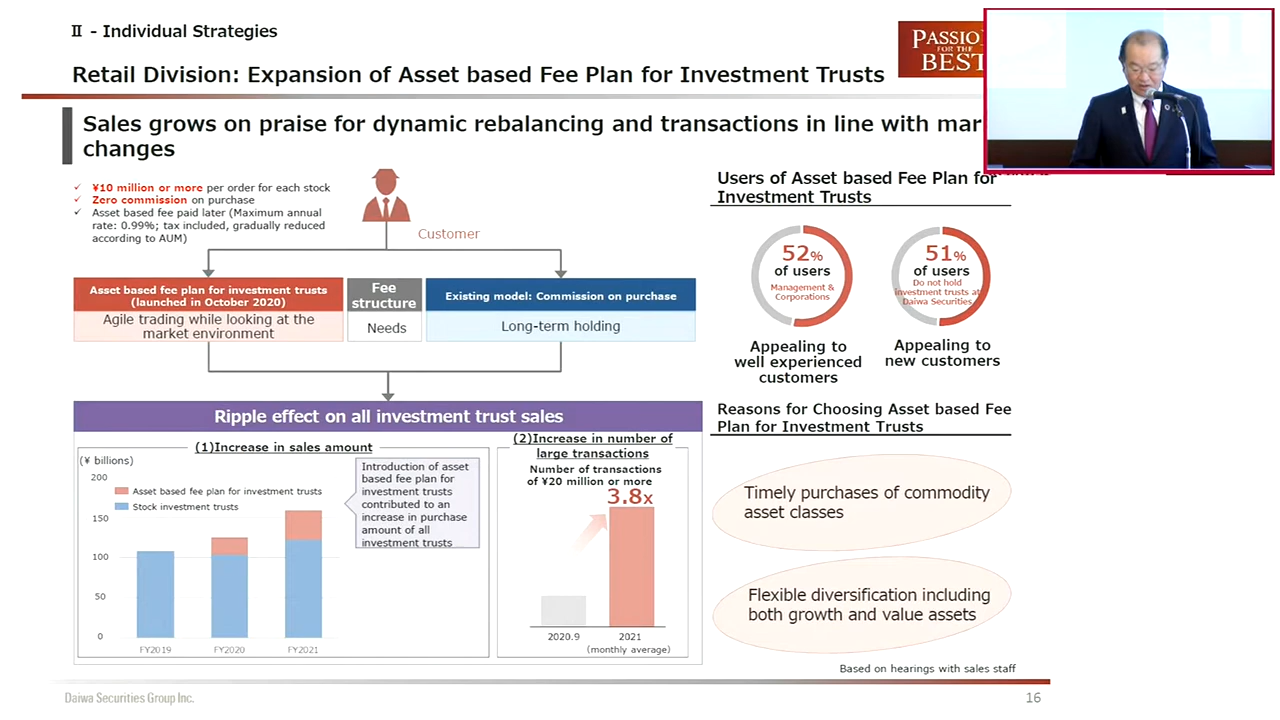 Ⅱ - Individual Strategies
Retail Division: Expansion of Asset based Fee Plan for Investment Trusts
PASSIO
FOR THE
BEST
Sales grows on praise for dynamic rebalancing and transactions in line with mar
changes
✓ ¥10 million or more per order for each stock
✓ Zero commission on purchase
✓ Asset based fee paid later (Maximum annual
rate: 0.99%; tax included, gradually reduced
according to AUM)
Customer
Asset based fee plan for investment trusts
(launched in October 2020)
Agile trading while looking at the
market environment
Fee
structure
Needs
Existing model: Commission on purchase
Long-term holding
Ripple effect on all investment trust sales
(1)Increase in sales amount
(¥ billions)
200
150
100
50
0
Asset based fee plan for investment trusts
Stock investment trusts
FY2019
FY2020
FY2021
Introduction of asset
based fee plan for
investment trusts
contributed to an
increase in purchase
amount of all
investment trusts
(2)Increase in number of
large transactions
Number of transactions
of ¥20 million or more
3.8x
2020.9
2021
(monthly average)
Users of Asset based Fee Plan for
Investment Trusts
52%
of users
Management &
Corporations
Appealing to
well experienced
customers
51%
of users
Do not hold
investment trusts at
Daiwa Securities
Appealing to
new customers
Reasons for Choosing Asset based Fee
Plan for Investment Trusts
Timely purchases of commodity
asset classes
Flexible diversification including
both growth and value assets
Based on hearings with sales staff
Daiwa Securities Group Inc.
16